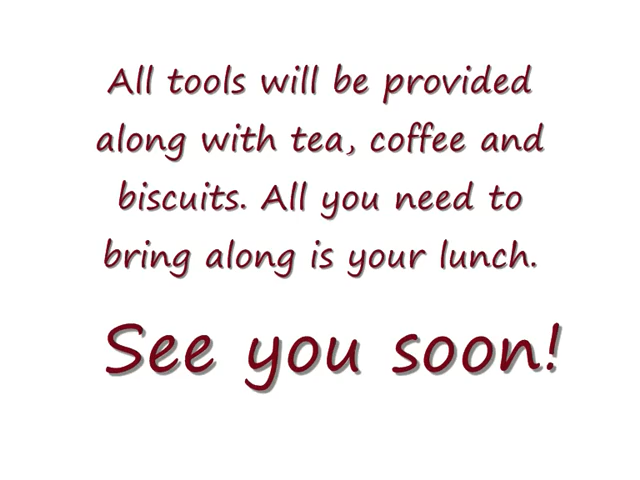 All tools will be provided
along with tea, coffee and
biscuits. All you need to
bring along is your lunch.
See you soon!